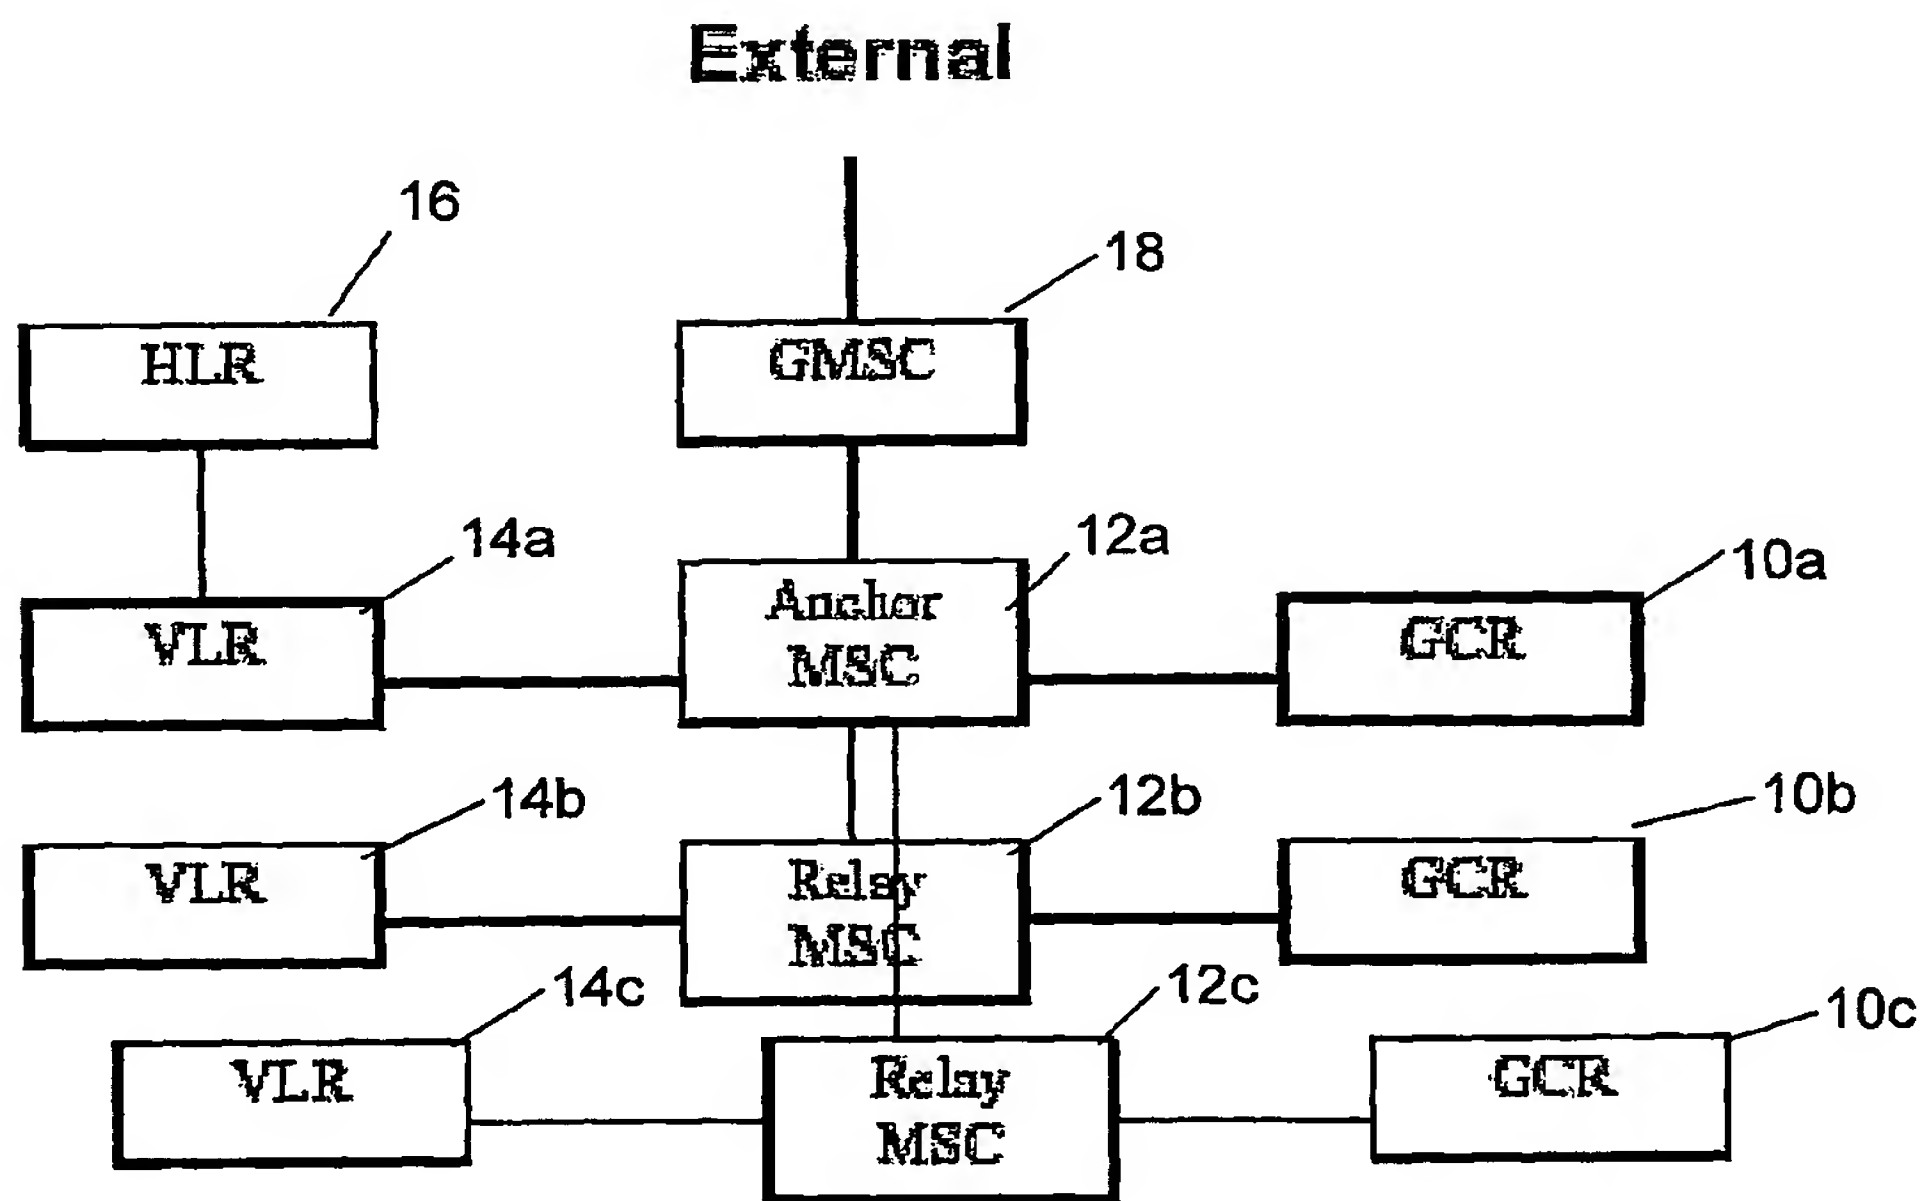 External
16
18
HLR
GMSC
14a
12a
10a
VLR
Anchor
MSC
GCR
14b
12b
10b
VLR
Relay
MSC
GCR
14c
12c
10c
VLR
Relay
MSC
GCR